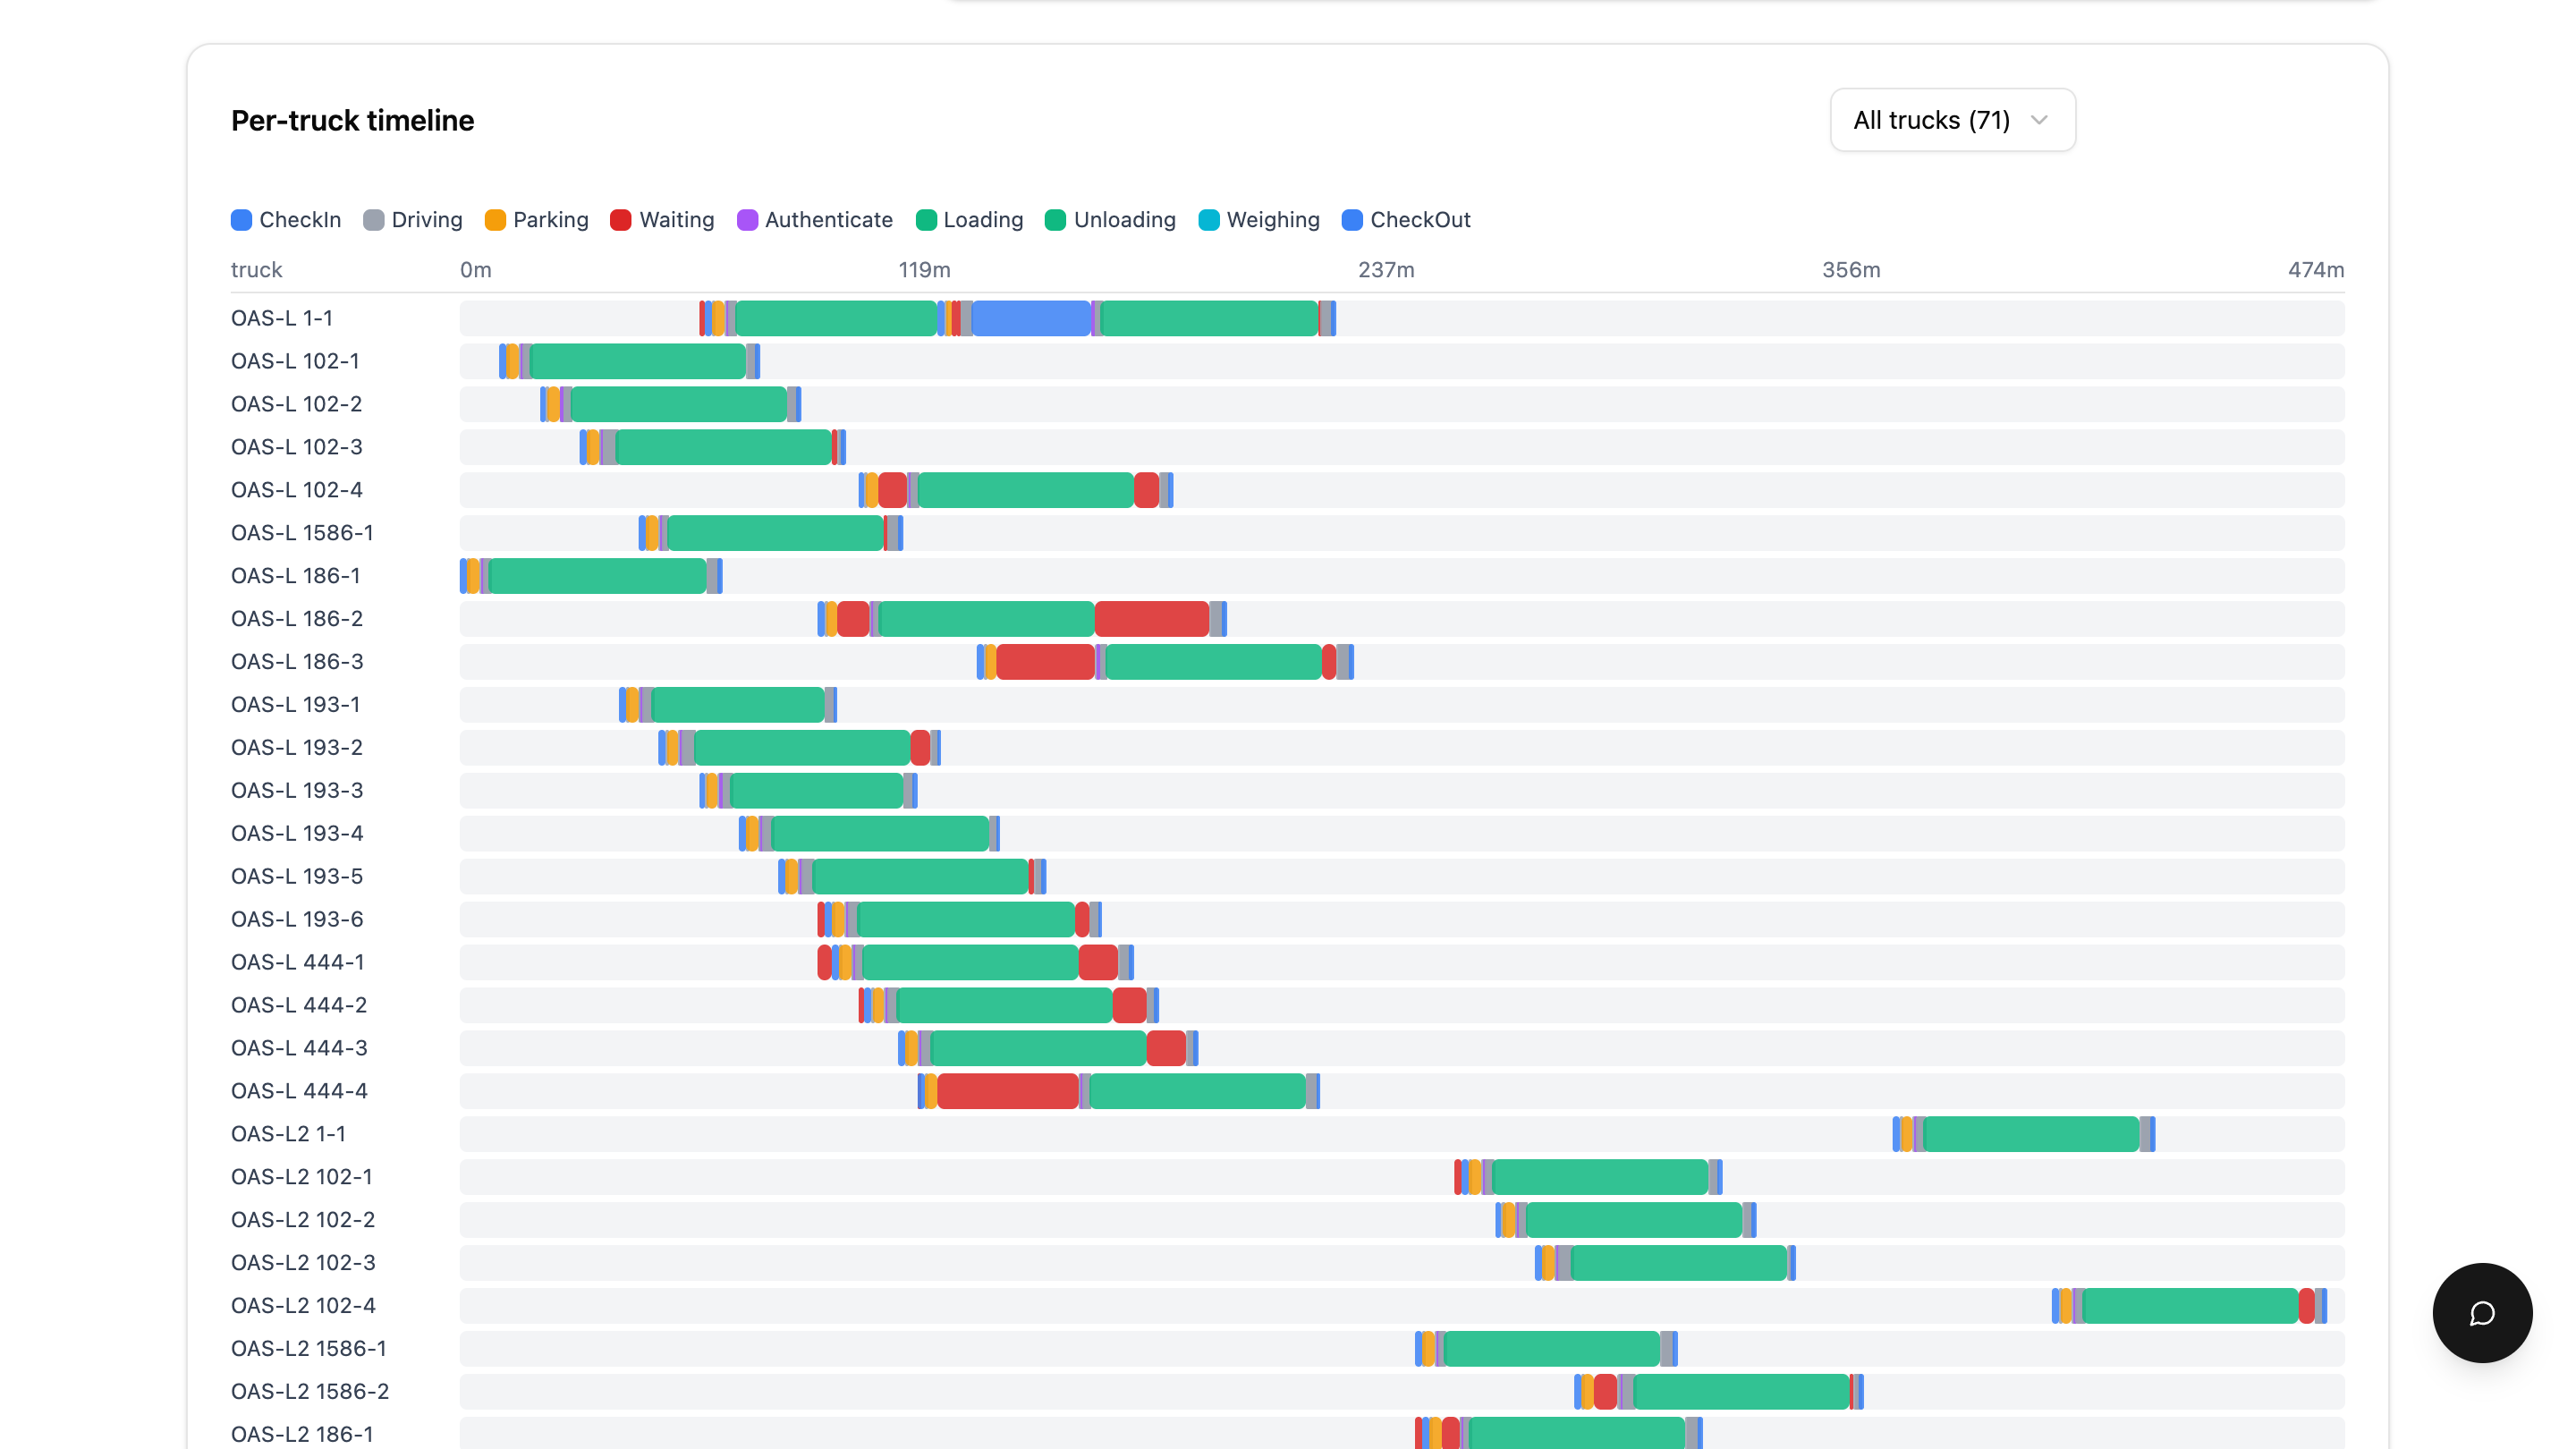 Per-truck timeline
All trucks (71)
CheckIn Driving Parking Waiting Authenticate Loading Unloading Weighing CheckOut
truck 0m 119m 237m 356m 474m
OAS-L 1-1
OAS-L 102-1
OAS-L 102-2
OAS-L 102-3
OAS-L 102-4
OAS-L 1586-1
OAS-L 186-1
OAS-L 186-2
OAS-L 186-3
OAS-L 193-1
OAS-L 193-2
OAS-L 193-3
OAS-L 193-4
OAS-L 193-5
OAS-L 193-6
OAS-L 444-1
OAS-L 444-2
OAS-L 444-3
OAS-L 444-4
OAS-L2 1-1
OAS-L2 102-1
OAS-L2 102-2
OAS-L2 102-3
OAS-L2 102-4
OAS-L2 1586-1
OAS-L2 1586-2
OAS-L2 186-1